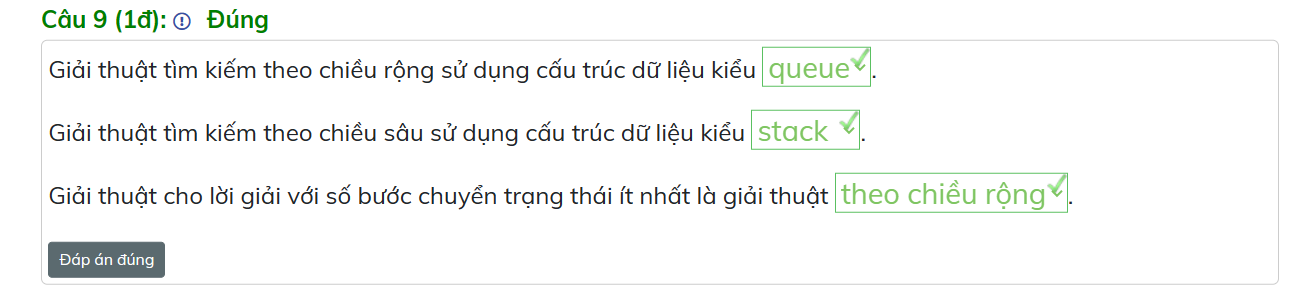 Câu 9 (1đ): Đúng
Giải thuật tìm kiếm theo chiều rộng sử dụng cấu trúc dữ liệu kiểu queue.
Giải thuật tìm kiếm theo chiều sâu sử dụng cấu trúc dữ liệu kiểu stack.
Giải thuật cho lời giải với số bước chuyển trạng thái ít nhất là giải thuật theo chiều rộng.
Đáp án đúng